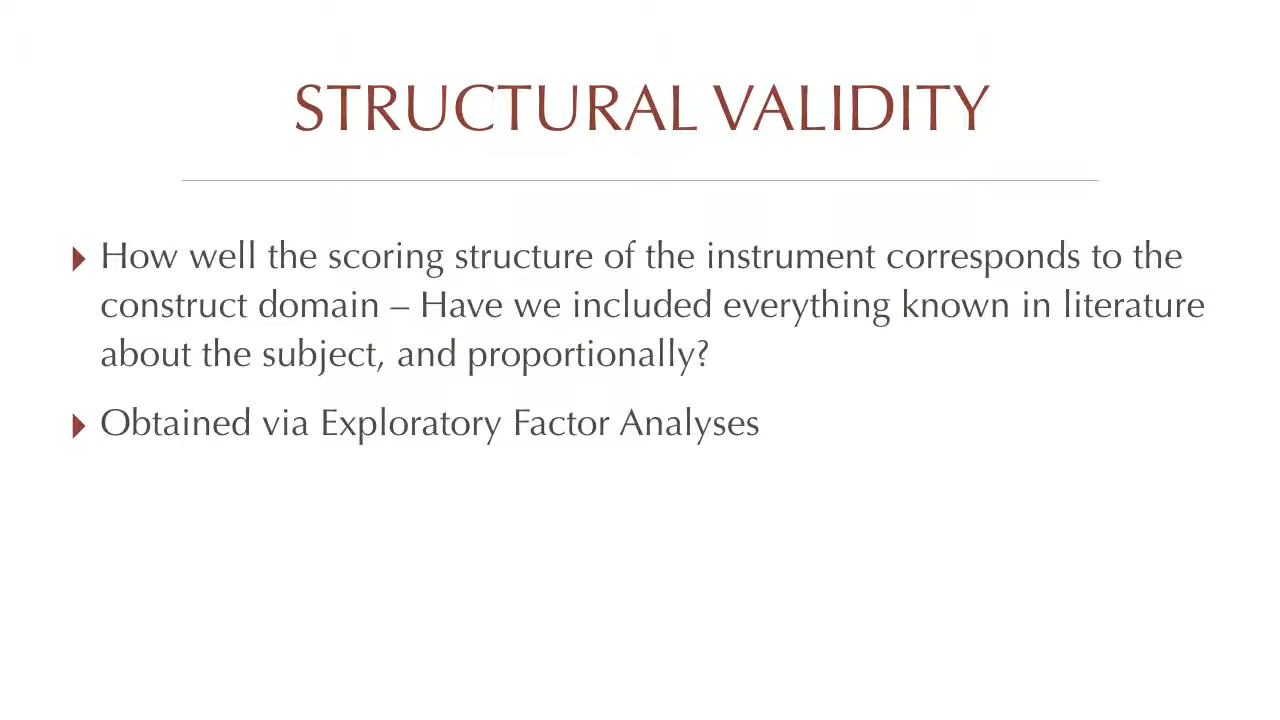 STRUCTURAL VALIDITY
How well the scoring structure of the instrument corresponds to the
construct domain – Have we included everything known in literature
about the subject, and proportionally?
Obtained via Exploratory Factor Analyses